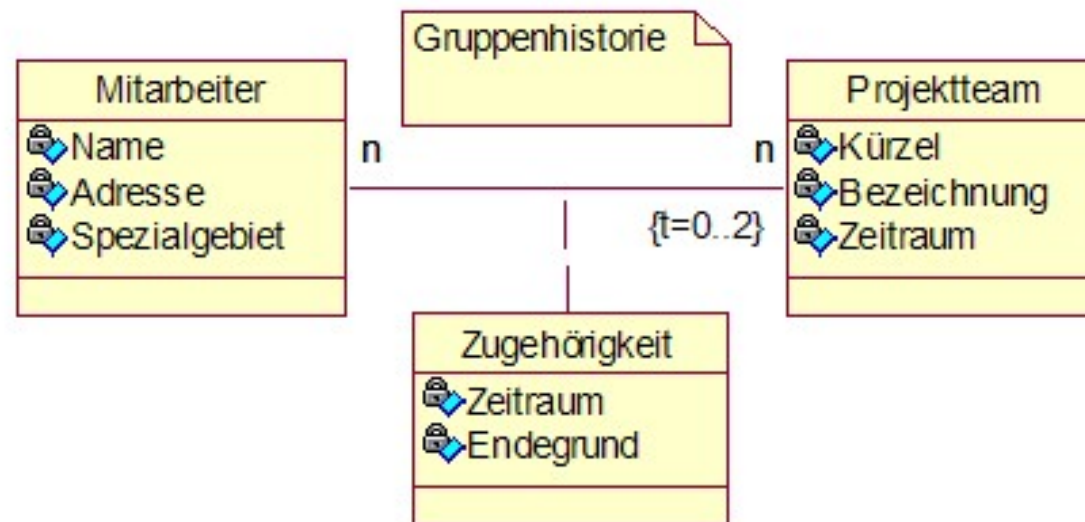 Gruppenhistorie
Mitarbeiter
Name
Adresse
Spezialgebiet
n
n
{t=0..2}
Projektteam
Kürzel
Bezeichnung
Zeitraum
Zugehörigkeit
Zeitraum
Endegrund